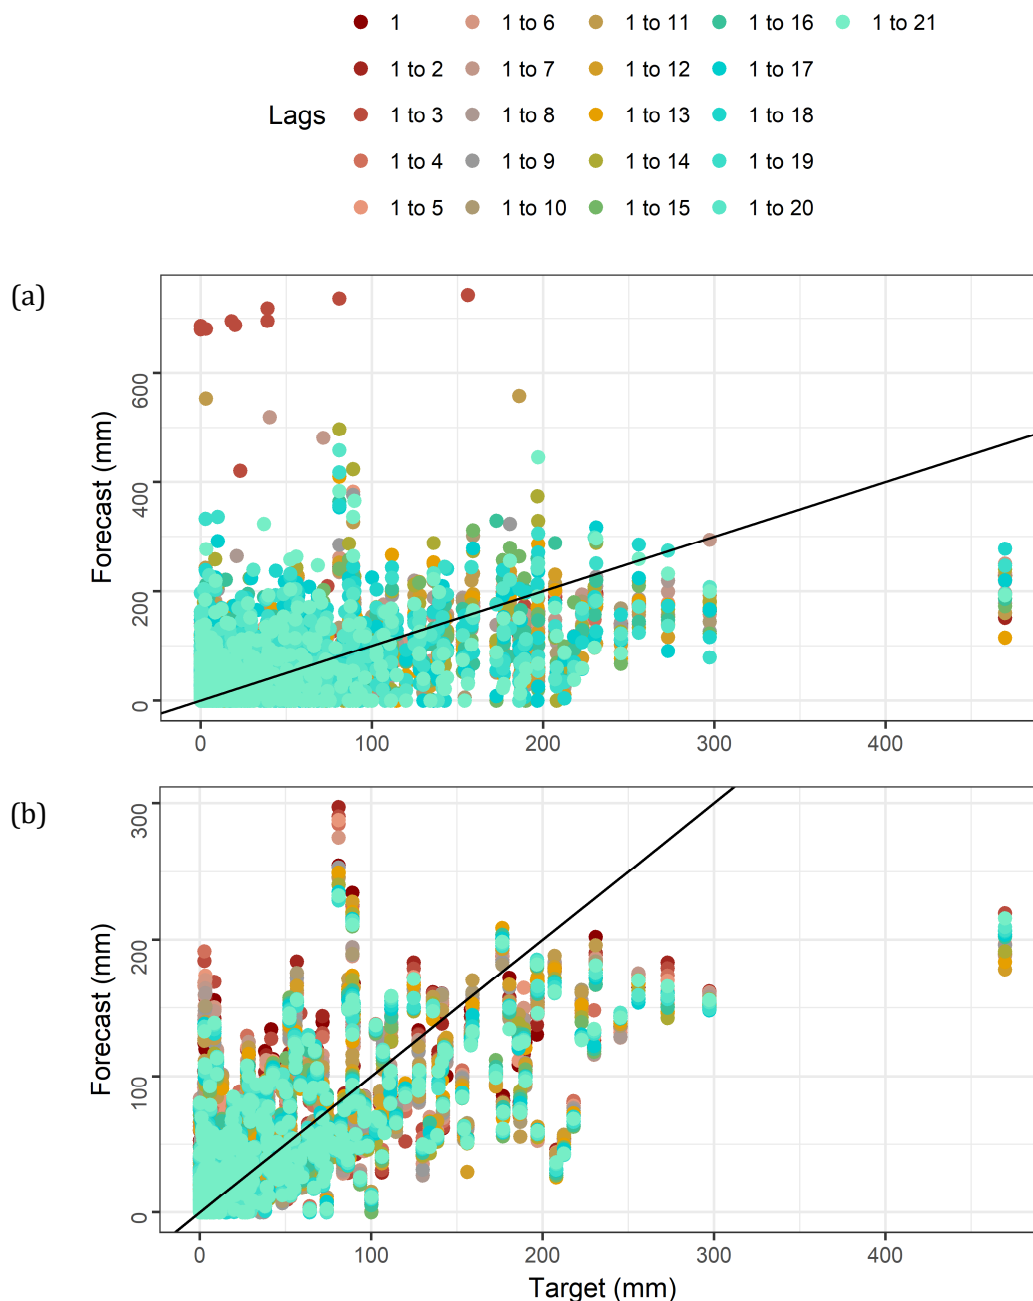 1 1 to 6 1 to 11 1 to 16 1 to 21
1 to 2 1 to 7 1 to 12 1 to 17
Lags 1 to 3 1 to 8 1 to 13 1 to 18
1 to 4 1 to 9 1 to 14 1 to 19
1 to 5 1 to 10 1 to 15 1 to 20
(a)
Forecast (mm)
600
400
200
0
0 100 200 300 400
(b)
Forecast (mm)
300
200
100
0
0 100 200 300 400
Target (mm)